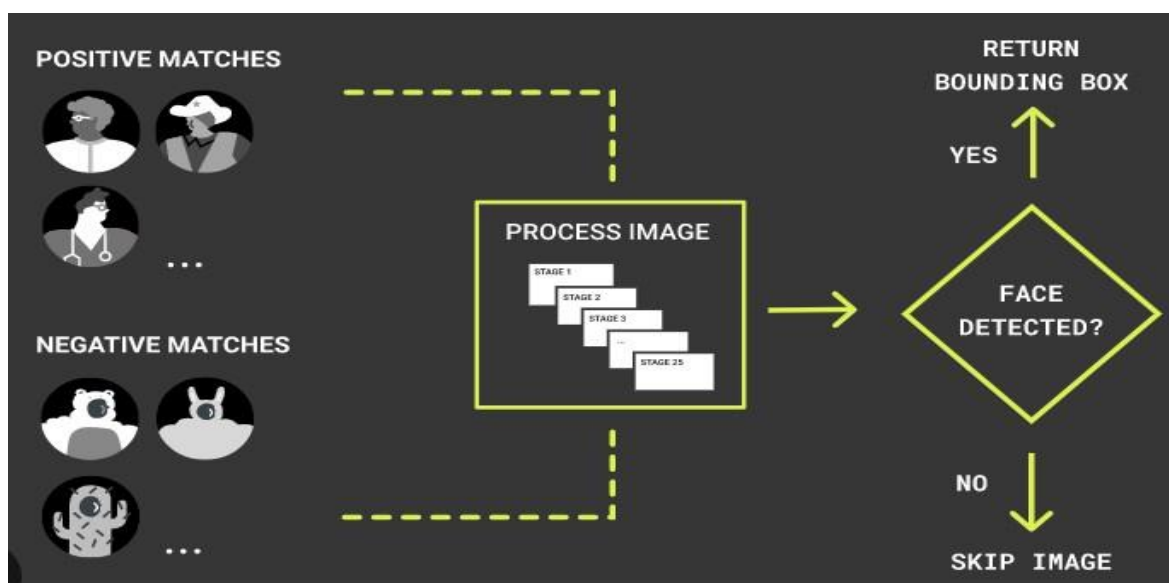 POSITIVE MATCHES
...
NEGATIVE MATCHES
...
PROCESS IMAGE
STAGE 1
STAGE 2
STAGE 3
...
STAGE 25
FACE
DETECTED?
YES
RETURN
BOUNDING BOX
NO
SKIP IMAGE